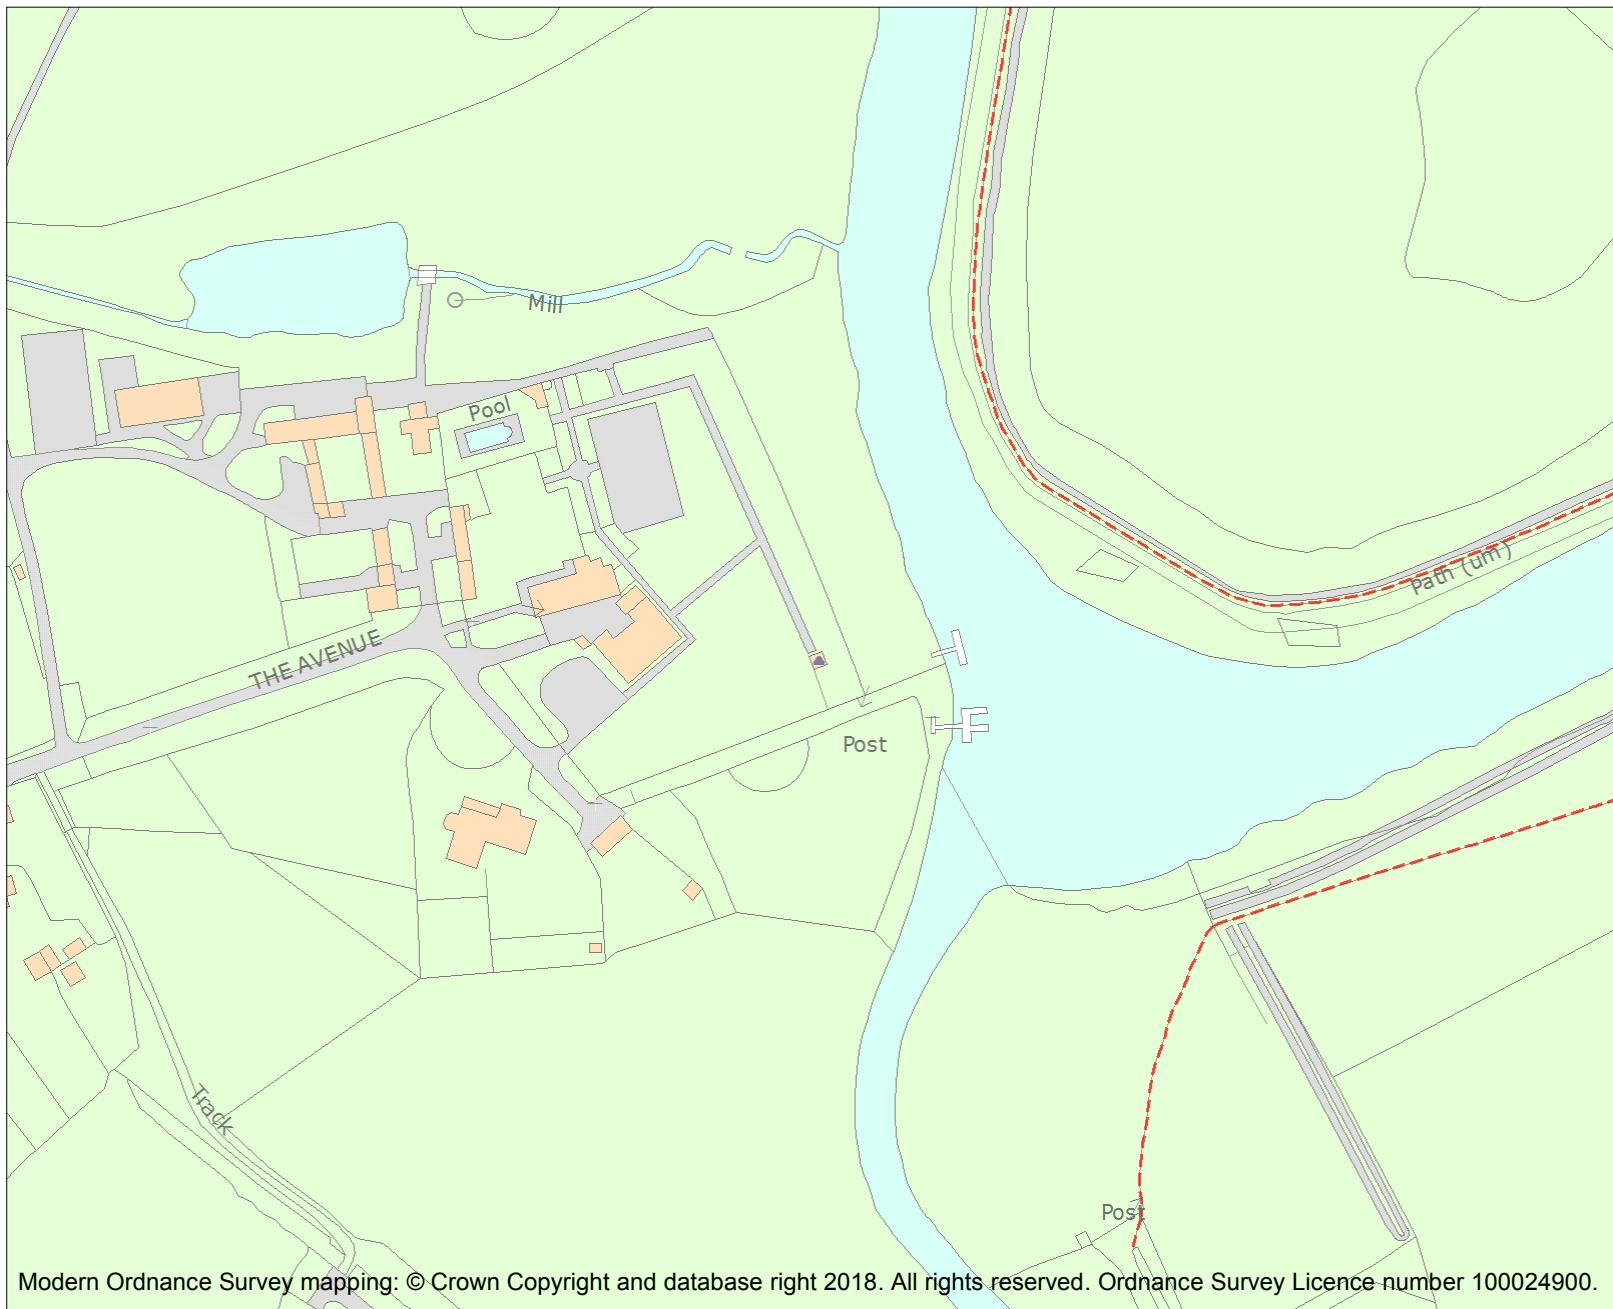 Mill
Pool
Path (um)
THE AVENUE
Post
Track
Post
Modern Ordnance Survey mapping: © Crown Copyright and database right 2018. All rights reserved. Ordnance Survey Licence number 100024900.